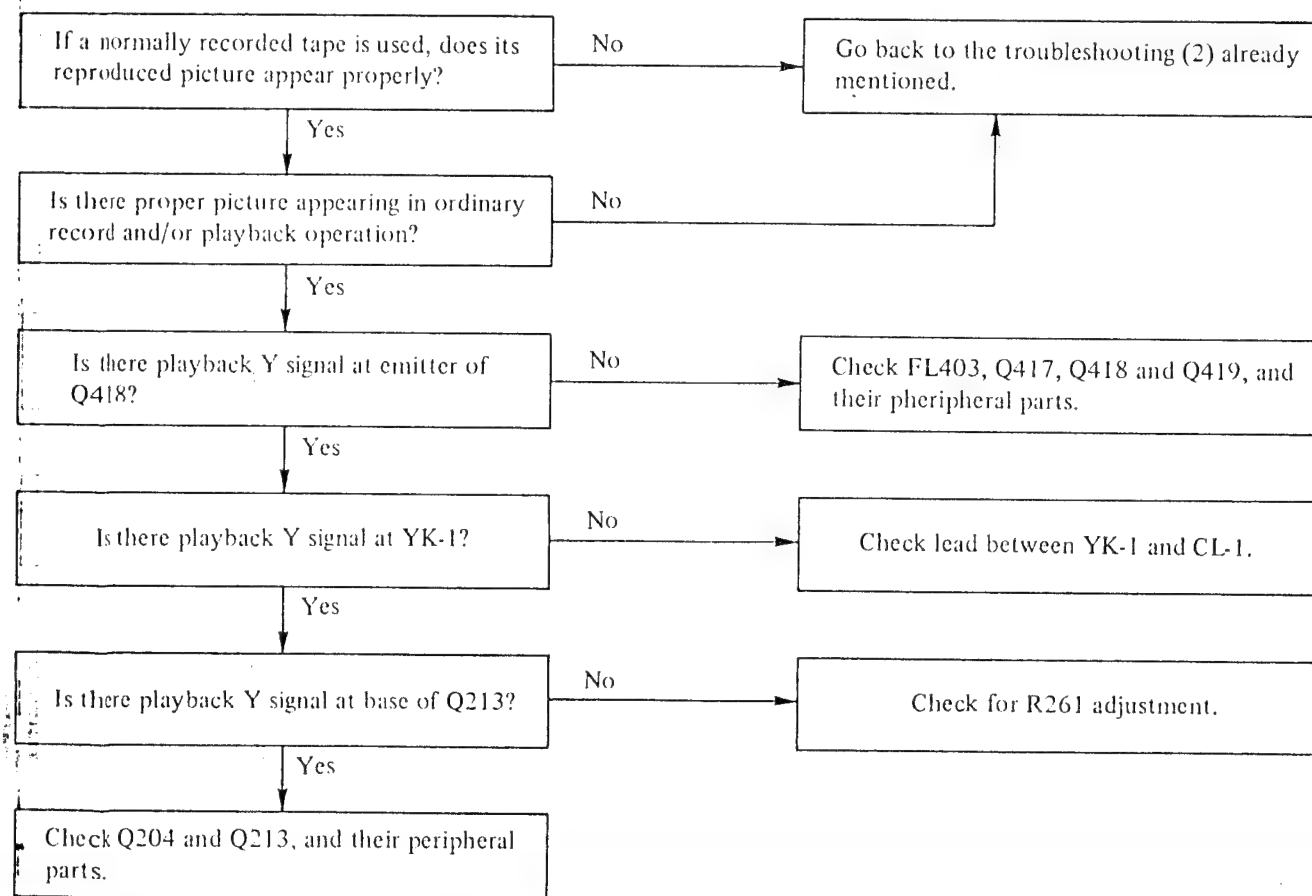 If a normally recorded tape is used, does its
reproduced picture appear properly?
No
Go back to the troubleshooting (2) already
mentioned.
Yes
Is there proper picture appearing in ordinary
record and/or playback operation?
No
Yes
Is there playback Y signal at emitter of
Q418?
No
Check FL403, Q417, Q418 and Q419, and
their pheripheral parts.
Yes
Is there playback Y signal at YK-1?
No
Check lead between YK-1 and CL-1.
Yes
Is there playback Y signal at base of Q213?
No
Check for R261 adjustment.
Yes
Check Q204 and Q213, and their peripheral
parts.